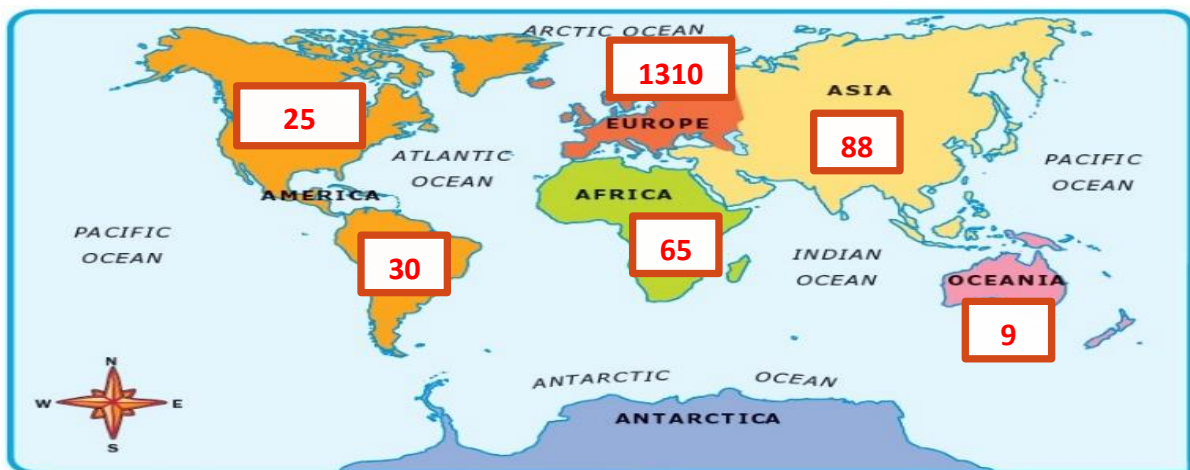 ARCTIC OCEAN
1310
ASIA
25
EUROPE
88
ATLANTIC
OCEAN
PACIFIC
OCEAN
AMERICA
AFRICA
PACIFIC
OCEAN
30
65
INDIAN
OCEAN
OCEANIA
9
N
W E
S
ANTARCTIC OCEAN
ANTARCTICA